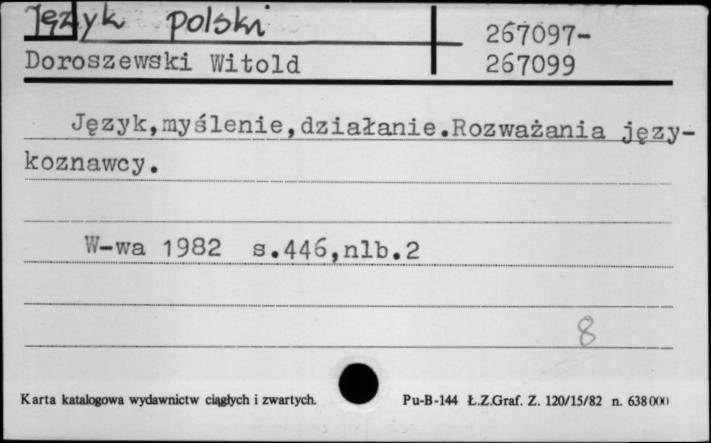 Język polski
267097-
Doroszewski Witold
267099
Język,myślenie,działanie.Rozważania języ-
koznawcy.
W-wa 1982 s.446,nlb.2
8
Karta katalogowa wydawnictw ciągłych i zwartych.
Pu-B-144 Ł.Z.Graf. Z. 120/15/82 n. 638000